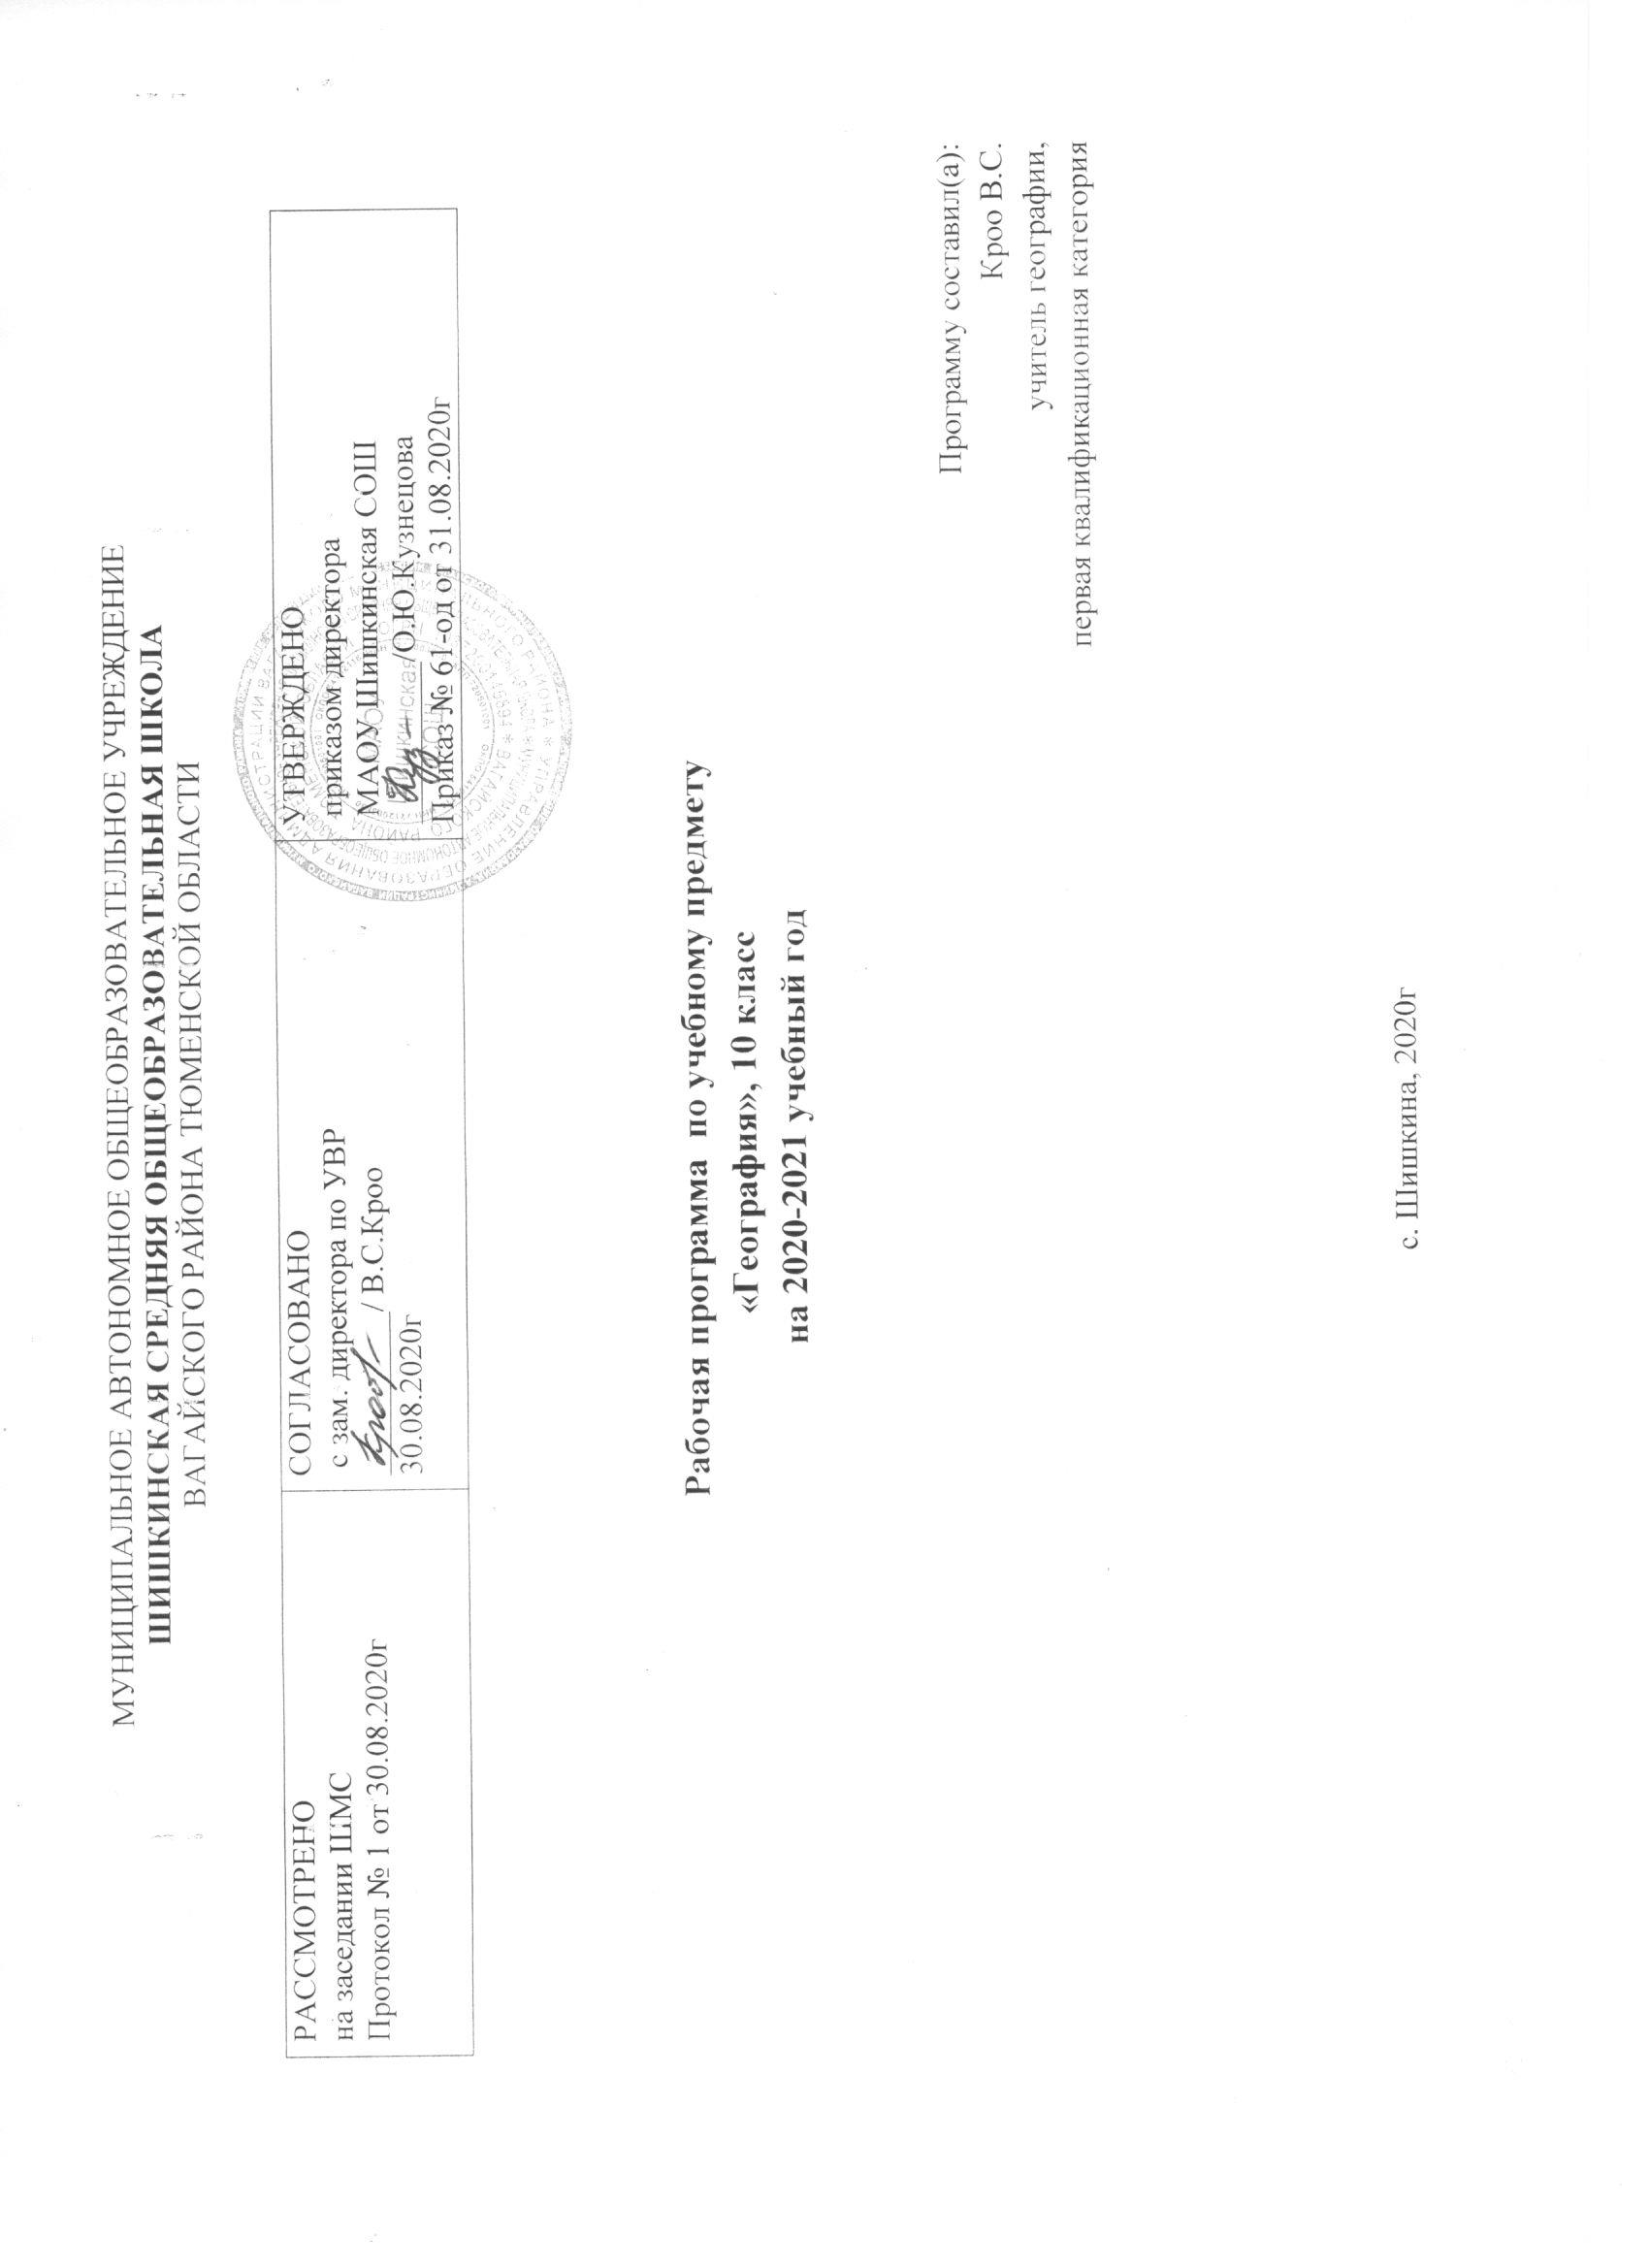 МУНИЦИПАЛЬНОЕ АВТОНОМНОЕ ОБЩЕОБРАЗОВАТЕЛЬНОЕ УЧРЕЖДЕНИЕ
ШИШКИНСКАЯ СРЕДНЯЯ ОБЩЕОБРАЗОВАТЕЛЬНАЯ ШКОЛА
ВАГАЙСКОГО РАЙОНА ТЮМЕНСКОЙ ОБЛАСТИ
РАССМОТРЕНО
на заседании ШМС
Протокол № 1 от 30.08.2020г
СОГЛАСОВАНО
с зам. директора по УВР
/ В.С.Кроо
30.08.2020г
УТВЕРЖДЕНО
приказом директора
МАОУ Шишкинская СОШ
/О.Ю.Кузнецова
Приказ № 61-од от 31.08.2020г
Рабочая программа по учебному предмету
«География», 10 класс
на 2020-2021 учебный год
Программу составил(а):
Кроо В.С.
учитель географии,
первая квалификационная категория
с. Шишкина, 2020г